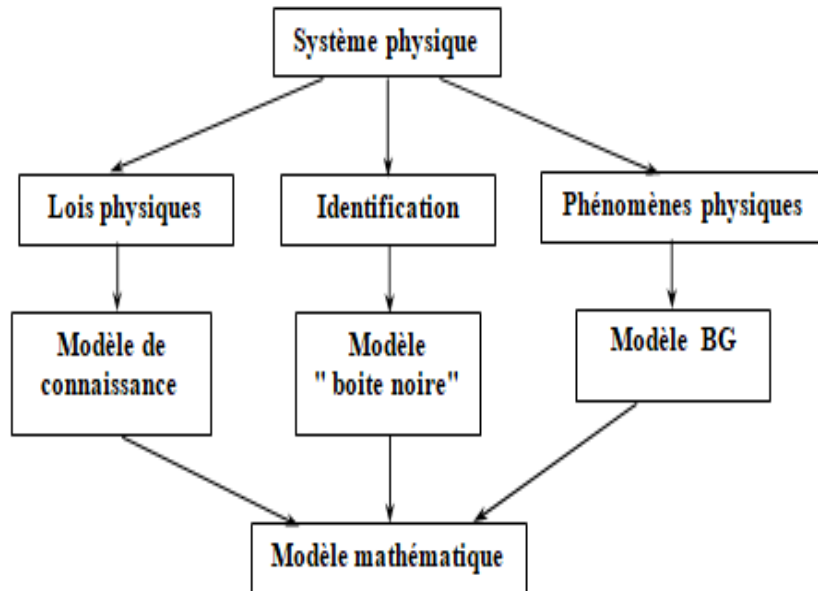 Système physique
Lois physiques
Identification
Phénomènes physiques
Modèle de
connaissance
Modèle
" boite noire"
Modèle BG
Modèle mathématique